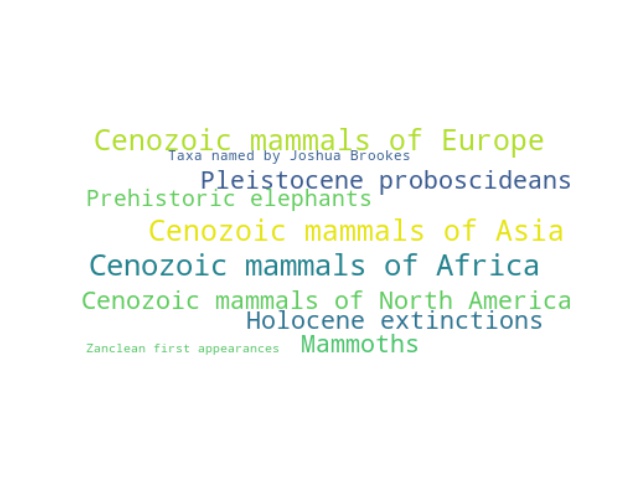 Cenozoic mammals of Europe
Taxa named by Joshua Brookes
Pleistocene proboscideans
Prehistoric elephants
Cenozoic mammals of Asia
Cenozoic mammals of Africa
Cenozoic mammals of North America
Holocene extinctions
Zanclean first appearances
Mammoths